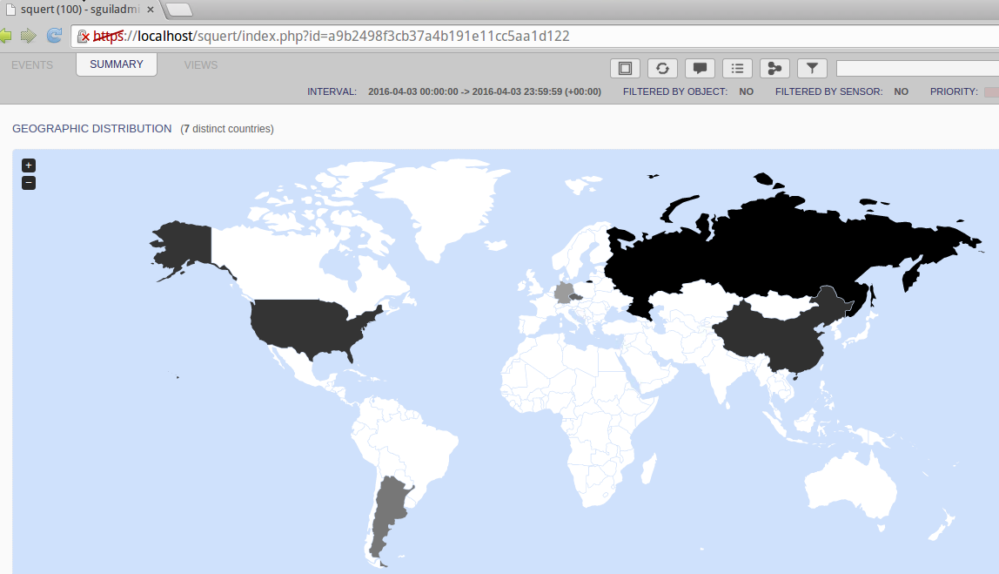 squert (100) - sguiladmi
https://localhost/squert/index.php?id=a9b2498f3cb37a4b191e11cc5aa1d122
EVENTS SUMMARY VIEWS
INTERVAL: 2016-04-03 00:00:00 -> 2016-04-03 23:59:59 (+00:00) FILTERED BY OBJECT: NO FILTERED BY SENSOR: NO PRIORITY:
GEOGRAPHIC DISTRIBUTION (7 distinct countries)
+
−